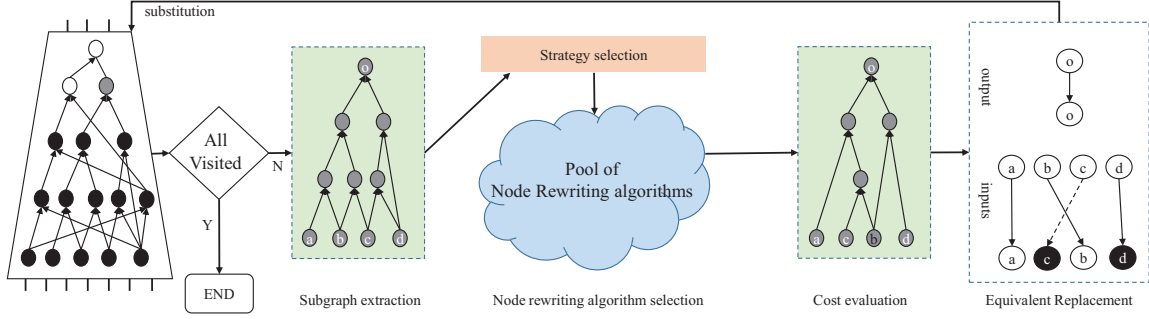 substitution
All
Visited
N
Y
END
o
a b c d
Subgraph extraction
Strategy selection
Pool of
Node Rewriting algorithms
Node rewriting algorithm selection
o
a c b d
Cost evaluation
output
o
o
inputs
a b c d
a c b d
Equivalent Replacement